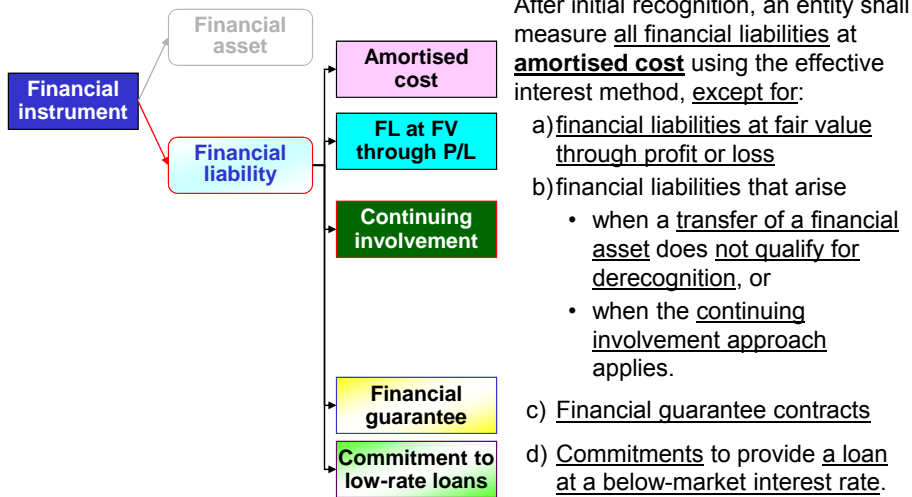 Financial
asset
Financial
instrument
Financial
liability
Amortised
cost
FL at FV
through P/L
Continuing
involvement
Financial
guarantee
Commitment to
low-rate loans
After initial recognition, an entity shall
measure all financial liabilities at
amortised cost using the effective
interest method, except for:
a) financial liabilities at fair value
through profit or loss
b) financial liabilities that arise
• when a transfer of a financial
asset does not qualify for
derecognition, or
• when the continuing
involvement approach
applies.
c) Financial guarantee contracts
d) Commitments to provide a loan
at a below-market interest rate.